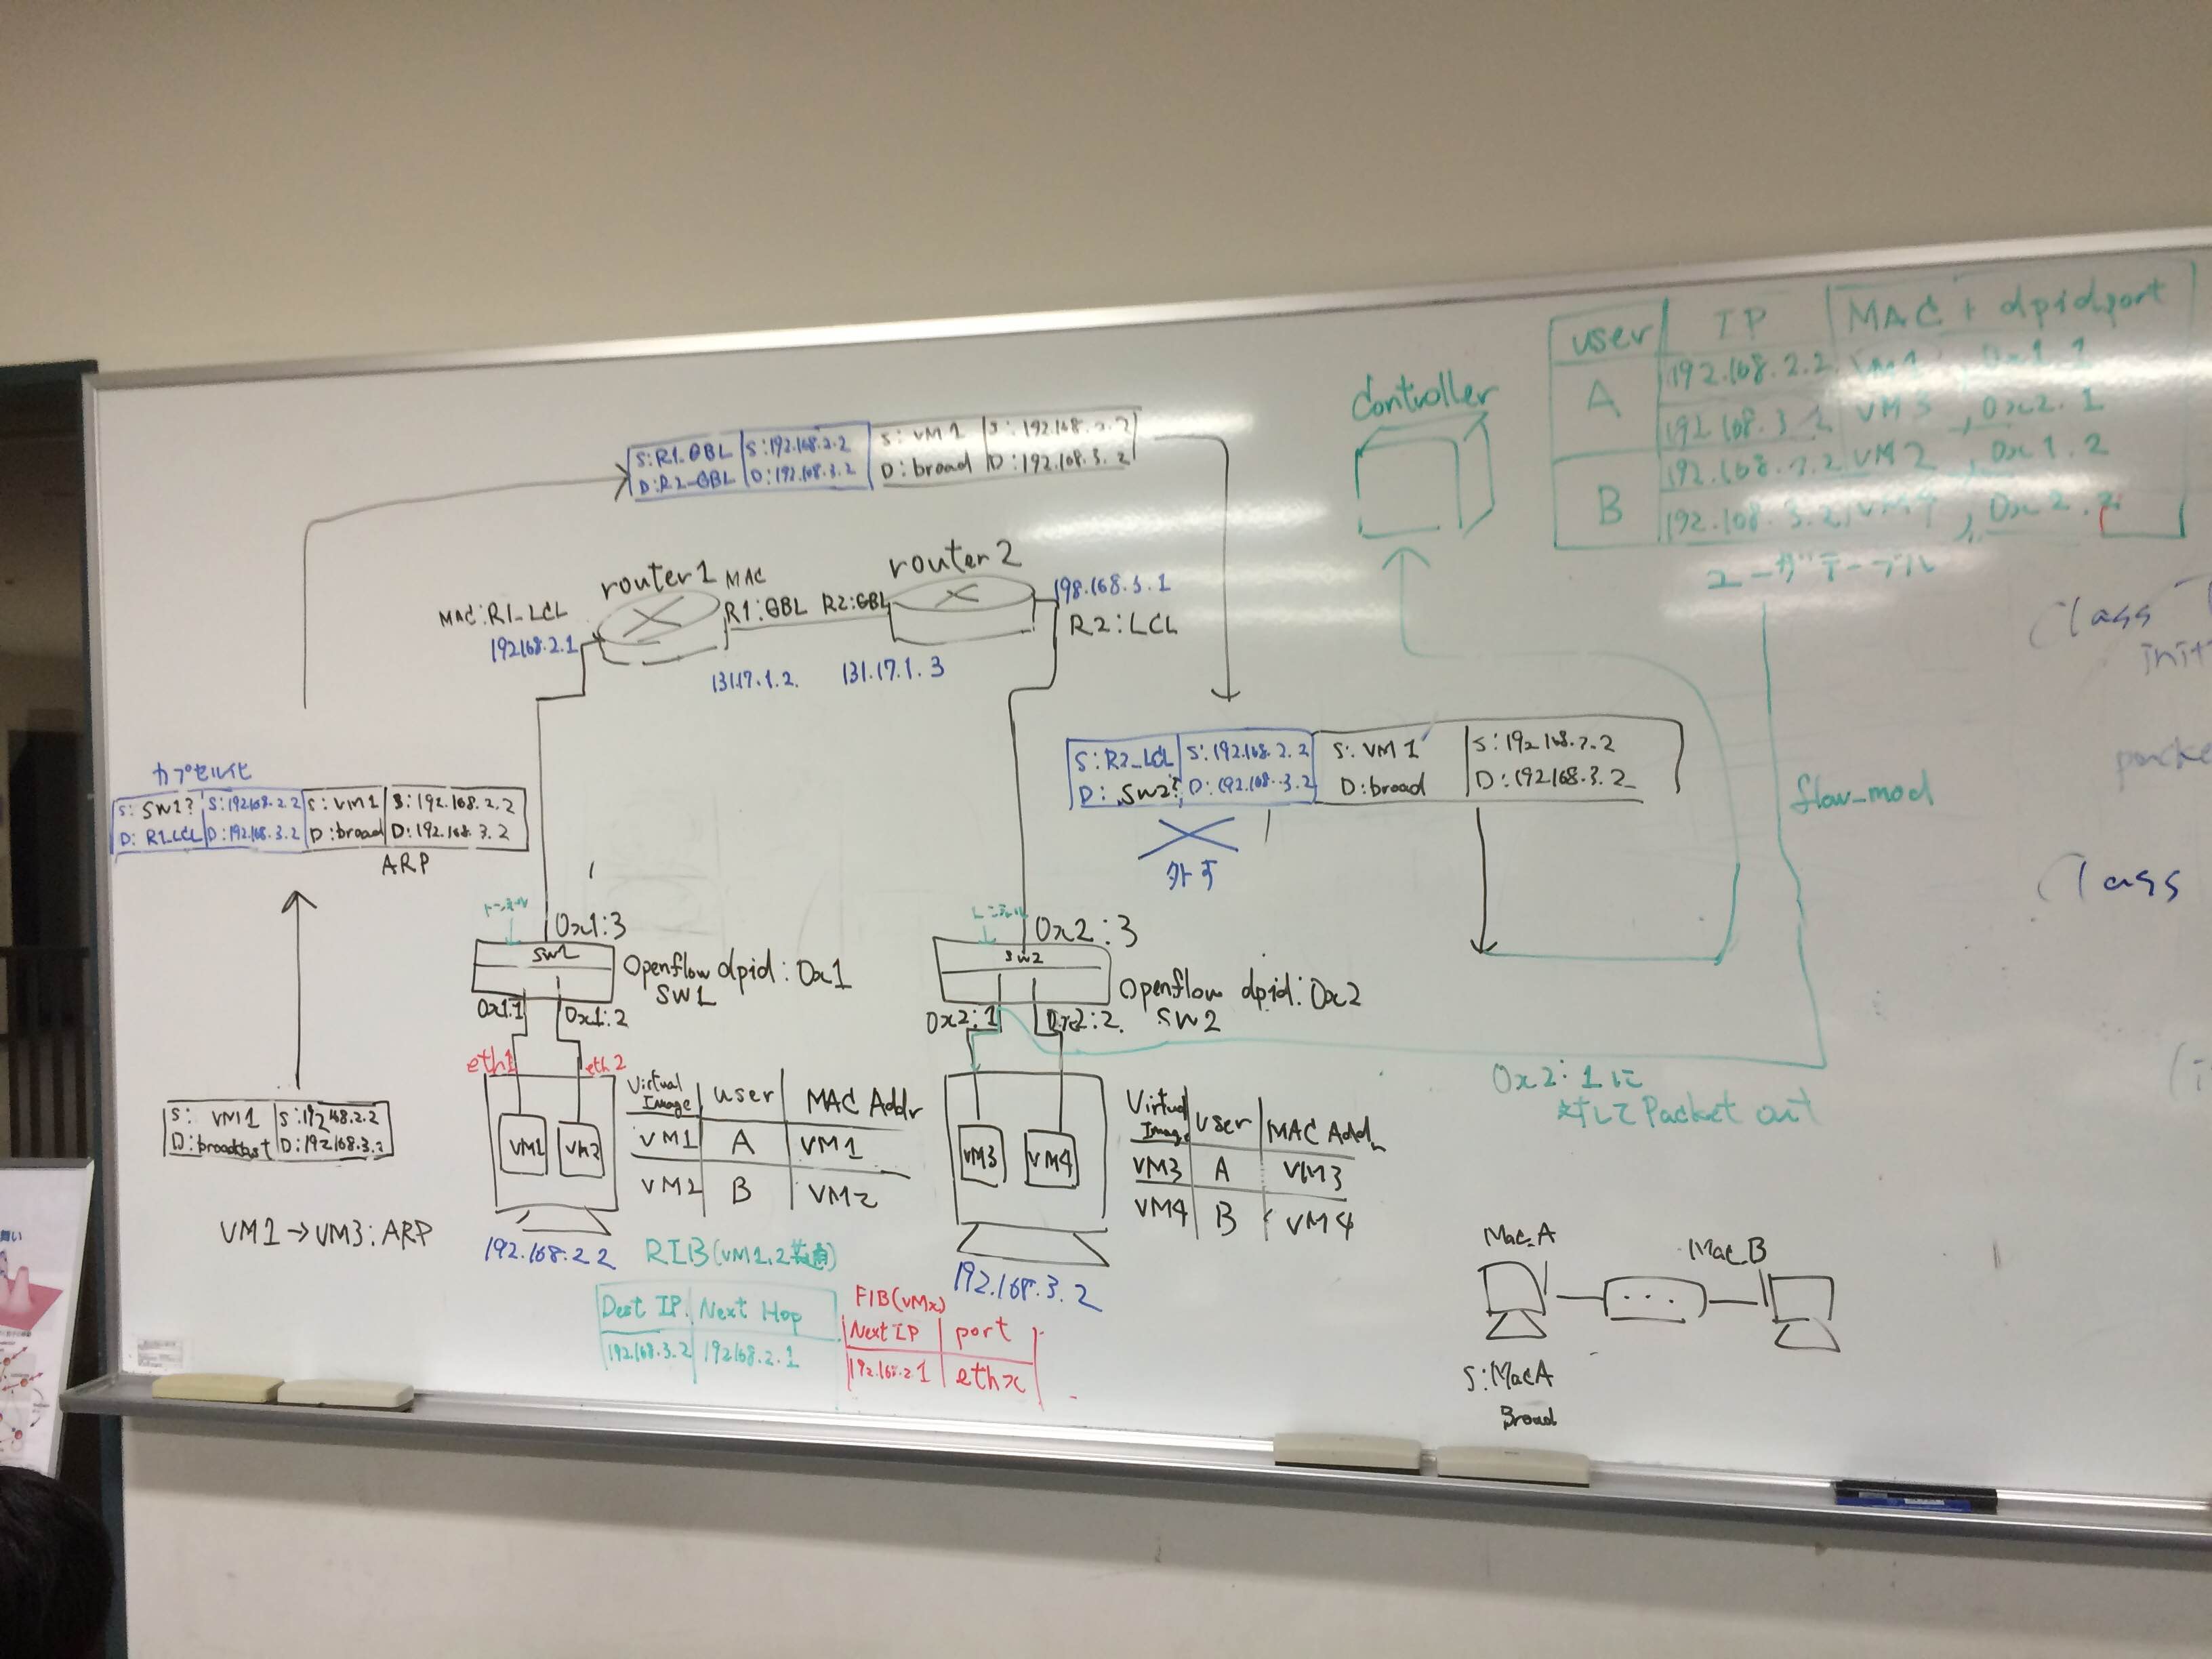 user | IP | MAC + dpid,port
A | 192.168.2.2 VM1, 0x1.1
192.168.3.2 VM3, 0x2.1
B | 192.168.2.2 VM2, 0x1.2
192.168.3.2, VM4, 0x2.2
ユーザテーブル
Controller
S:R1_GBL | S:192.168.2.2 | S:VM1 | S:192.168.2.2
D:R2_GBL | D:192.168.3.2 | D:broad | D:192.168.3.2
router1
MAC
router2
MAC:R1_LCL
192.168.2.1
R1:GBL
R2:GBL
198.168.3.1
R2:LCL
131.17.1.2.
131.17.1.3
Class
init
packe
S:R2_LCL | S:192.168.2.2 | S:VM1 | S:192.168.2.2
D:SW2? | D:192.168.3.2 | D:broad | D:192.168.3.2
外す
flow_mod
Class
カプセル化
S:SW1? | S:192.168.2.2 | S:VM1 | S:192.168.2.2
D:R1_LCL | D:192.168.3.2 | D:broad | D:192.168.3.2
ARP
トンネル
0x1:3
SW1
Openflow dpid:0x1
SW1
0x1:1
0x1:2
eth1
eth2
0x2:3
SW2
Openflow dpid:0x2
SW2
0x2:1
0x2:2.
0x2:1に
対してPacket out
S:VM1 | S:192.168.2.2
D:broadcast | D:192.168.3.2
VM1→VM3:ARP
VM1
VM2
192.168.2.2
Virtual Image | user | MAC Addr
VM1 | A | VM1
VM2 | B | VM2
VM3
VM4
192.168.3.2
Virtual Image | user | MAC Addr
VM3 | A | VM3
VM4 | B | VM4
RIB(VM1,2共通)
Dest IP. | Next Hop
192.168.3.2 | 192.168.2.1
FIB(VMx)
Next IP | port
192.168.2.1 | ethx
Mac_A
Mac_B
...
S:MacA
Broad